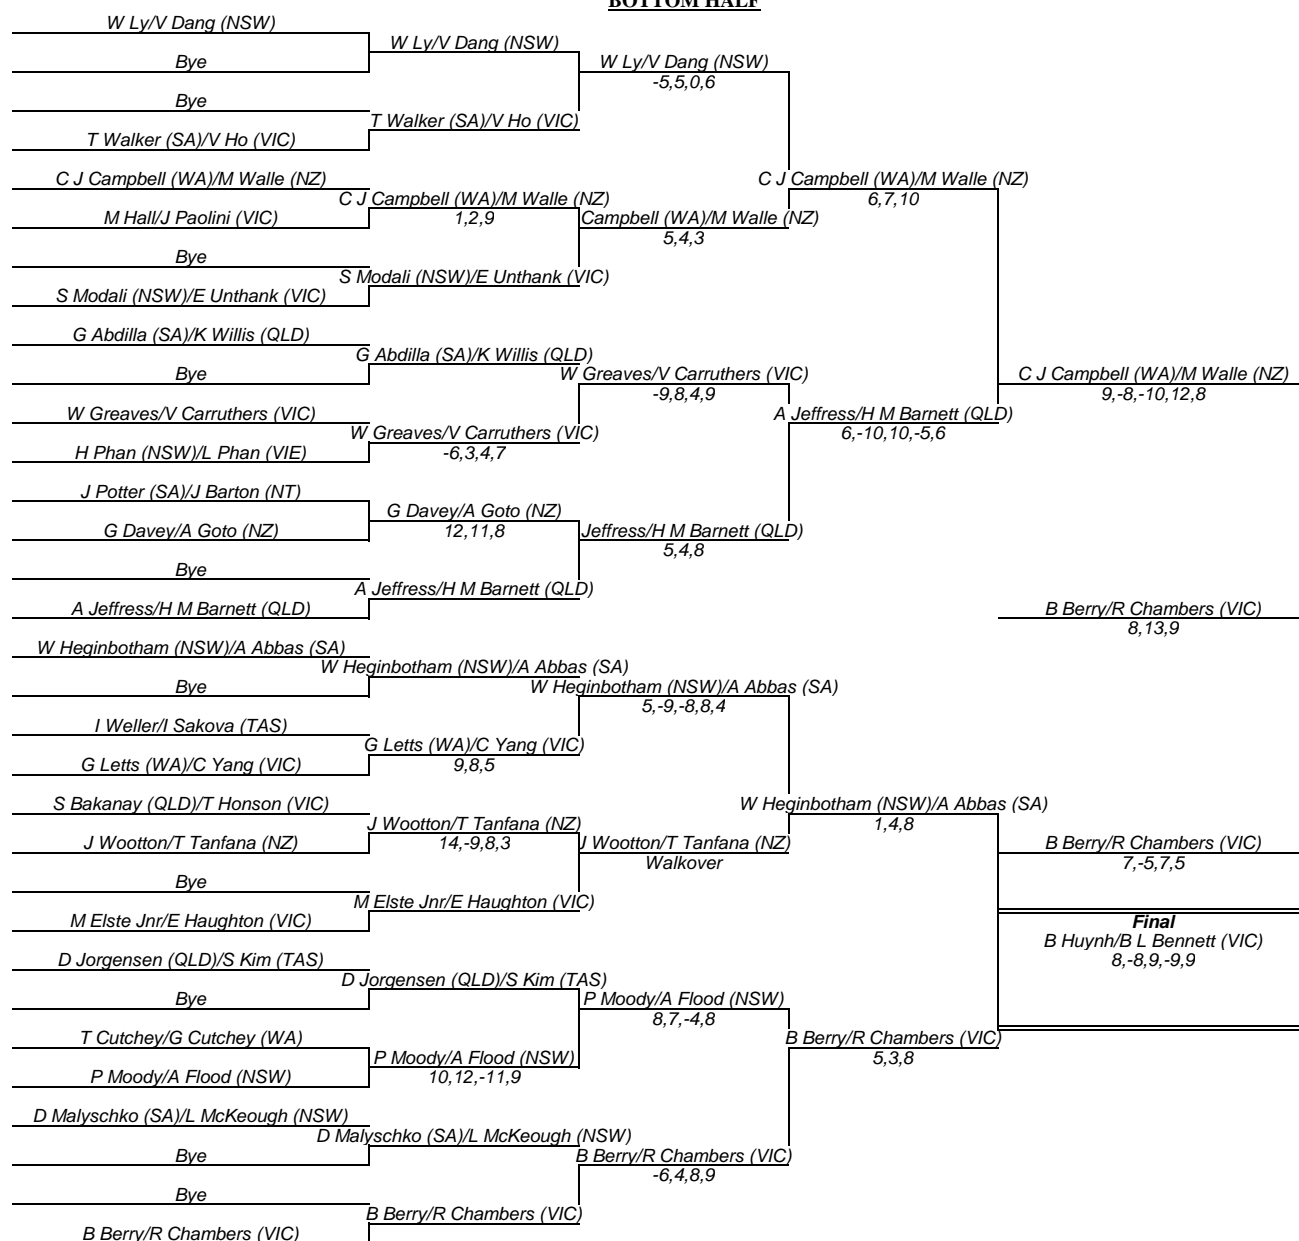 BOTTOM HALF
W Ly/V Dang (NSW)
W Ly/V Dang (NSW)
Bye
W Ly/V Dang (NSW)
-5,5,0,6
Bye
T Walker (SA)/V Ho (VIC)
T Walker (SA)/V Ho (VIC)
C J Campbell (WA)/M Walle (NZ)
C J Campbell (WA)/M Walle (NZ)
6,7,10
C J Campbell (WA)/M Walle (NZ)
M Hall/J Paolini (VIC)
1,2,9
Campbell (WA)/M Walle (NZ)
5,4,3
Bye
S Modali (NSW)/E Unthank (VIC)
S Modali (NSW)/E Unthank (VIC)
G Abdilla (SA)/K Willis (QLD)
G Abdilla (SA)/K Willis (QLD)
Bye
W Greaves/V Carruthers (VIC)
-9,8,4,9
C J Campbell (WA)/M Walle (NZ)
9,-8,-10,12,8
W Greaves/V Carruthers (VIC)
A Jeffress/H M Barnett (QLD)
6,-10,10,-5,6
W Greaves/V Carruthers (VIC)
-6,3,4,7
H Phan (NSW)/L Phan (VIE)
J Potter (SA)/J Barton (NT)
G Davey/A Goto (NZ)
12,11,8
G Davey/A Goto (NZ)
Jeffress/H M Barnett (QLD)
5,4,8
Bye
A Jeffress/H M Barnett (QLD)
A Jeffress/H M Barnett (QLD)
B Berry/R Chambers (VIC)
8,13,9
W Heginbotham (NSW)/A Abbas (SA)
W Heginbotham (NSW)/A Abbas (SA)
Bye
W Heginbotham (NSW)/A Abbas (SA)
5,-9,-8,8,4
I Weller/I Sakova (TAS)
G Letts (WA)/C Yang (VIC)
9,8,5
G Letts (WA)/C Yang (VIC)
S Bakanay (QLD)/T Honson (VIC)
W Heginbotham (NSW)/A Abbas (SA)
1,4,8
J Wootton/T Tanfana (NZ)
14,-9,8,3
J Wootton/T Tanfana (NZ)
J Wootton/T Tanfana (NZ)
Walkover
B Berry/R Chambers (VIC)
7,-5,7,5
Bye
M Elste Jnr/E Haughton (VIC)
M Elste Jnr/E Haughton (VIC)
Final
B Huynh/B L Bennett (VIC)
8,-8,9,-9,9
D Jorgensen (QLD)/S Kim (TAS)
D Jorgensen (QLD)/S Kim (TAS)
Bye
P Moody/A Flood (NSW)
8,7,-4,8
T Cutchey/G Cutchey (WA)
B Berry/R Chambers (VIC)
5,3,8
P Moody/A Flood (NSW)
10,12,-11,9
P Moody/A Flood (NSW)
D Malyschko (SA)/L McKeough (NSW)
D Malyschko (SA)/L McKeough (NSW)
Bye
B Berry/R Chambers (VIC)
-6,4,8,9
Bye
B Berry/R Chambers (VIC)
B Berry/R Chambers (VIC)